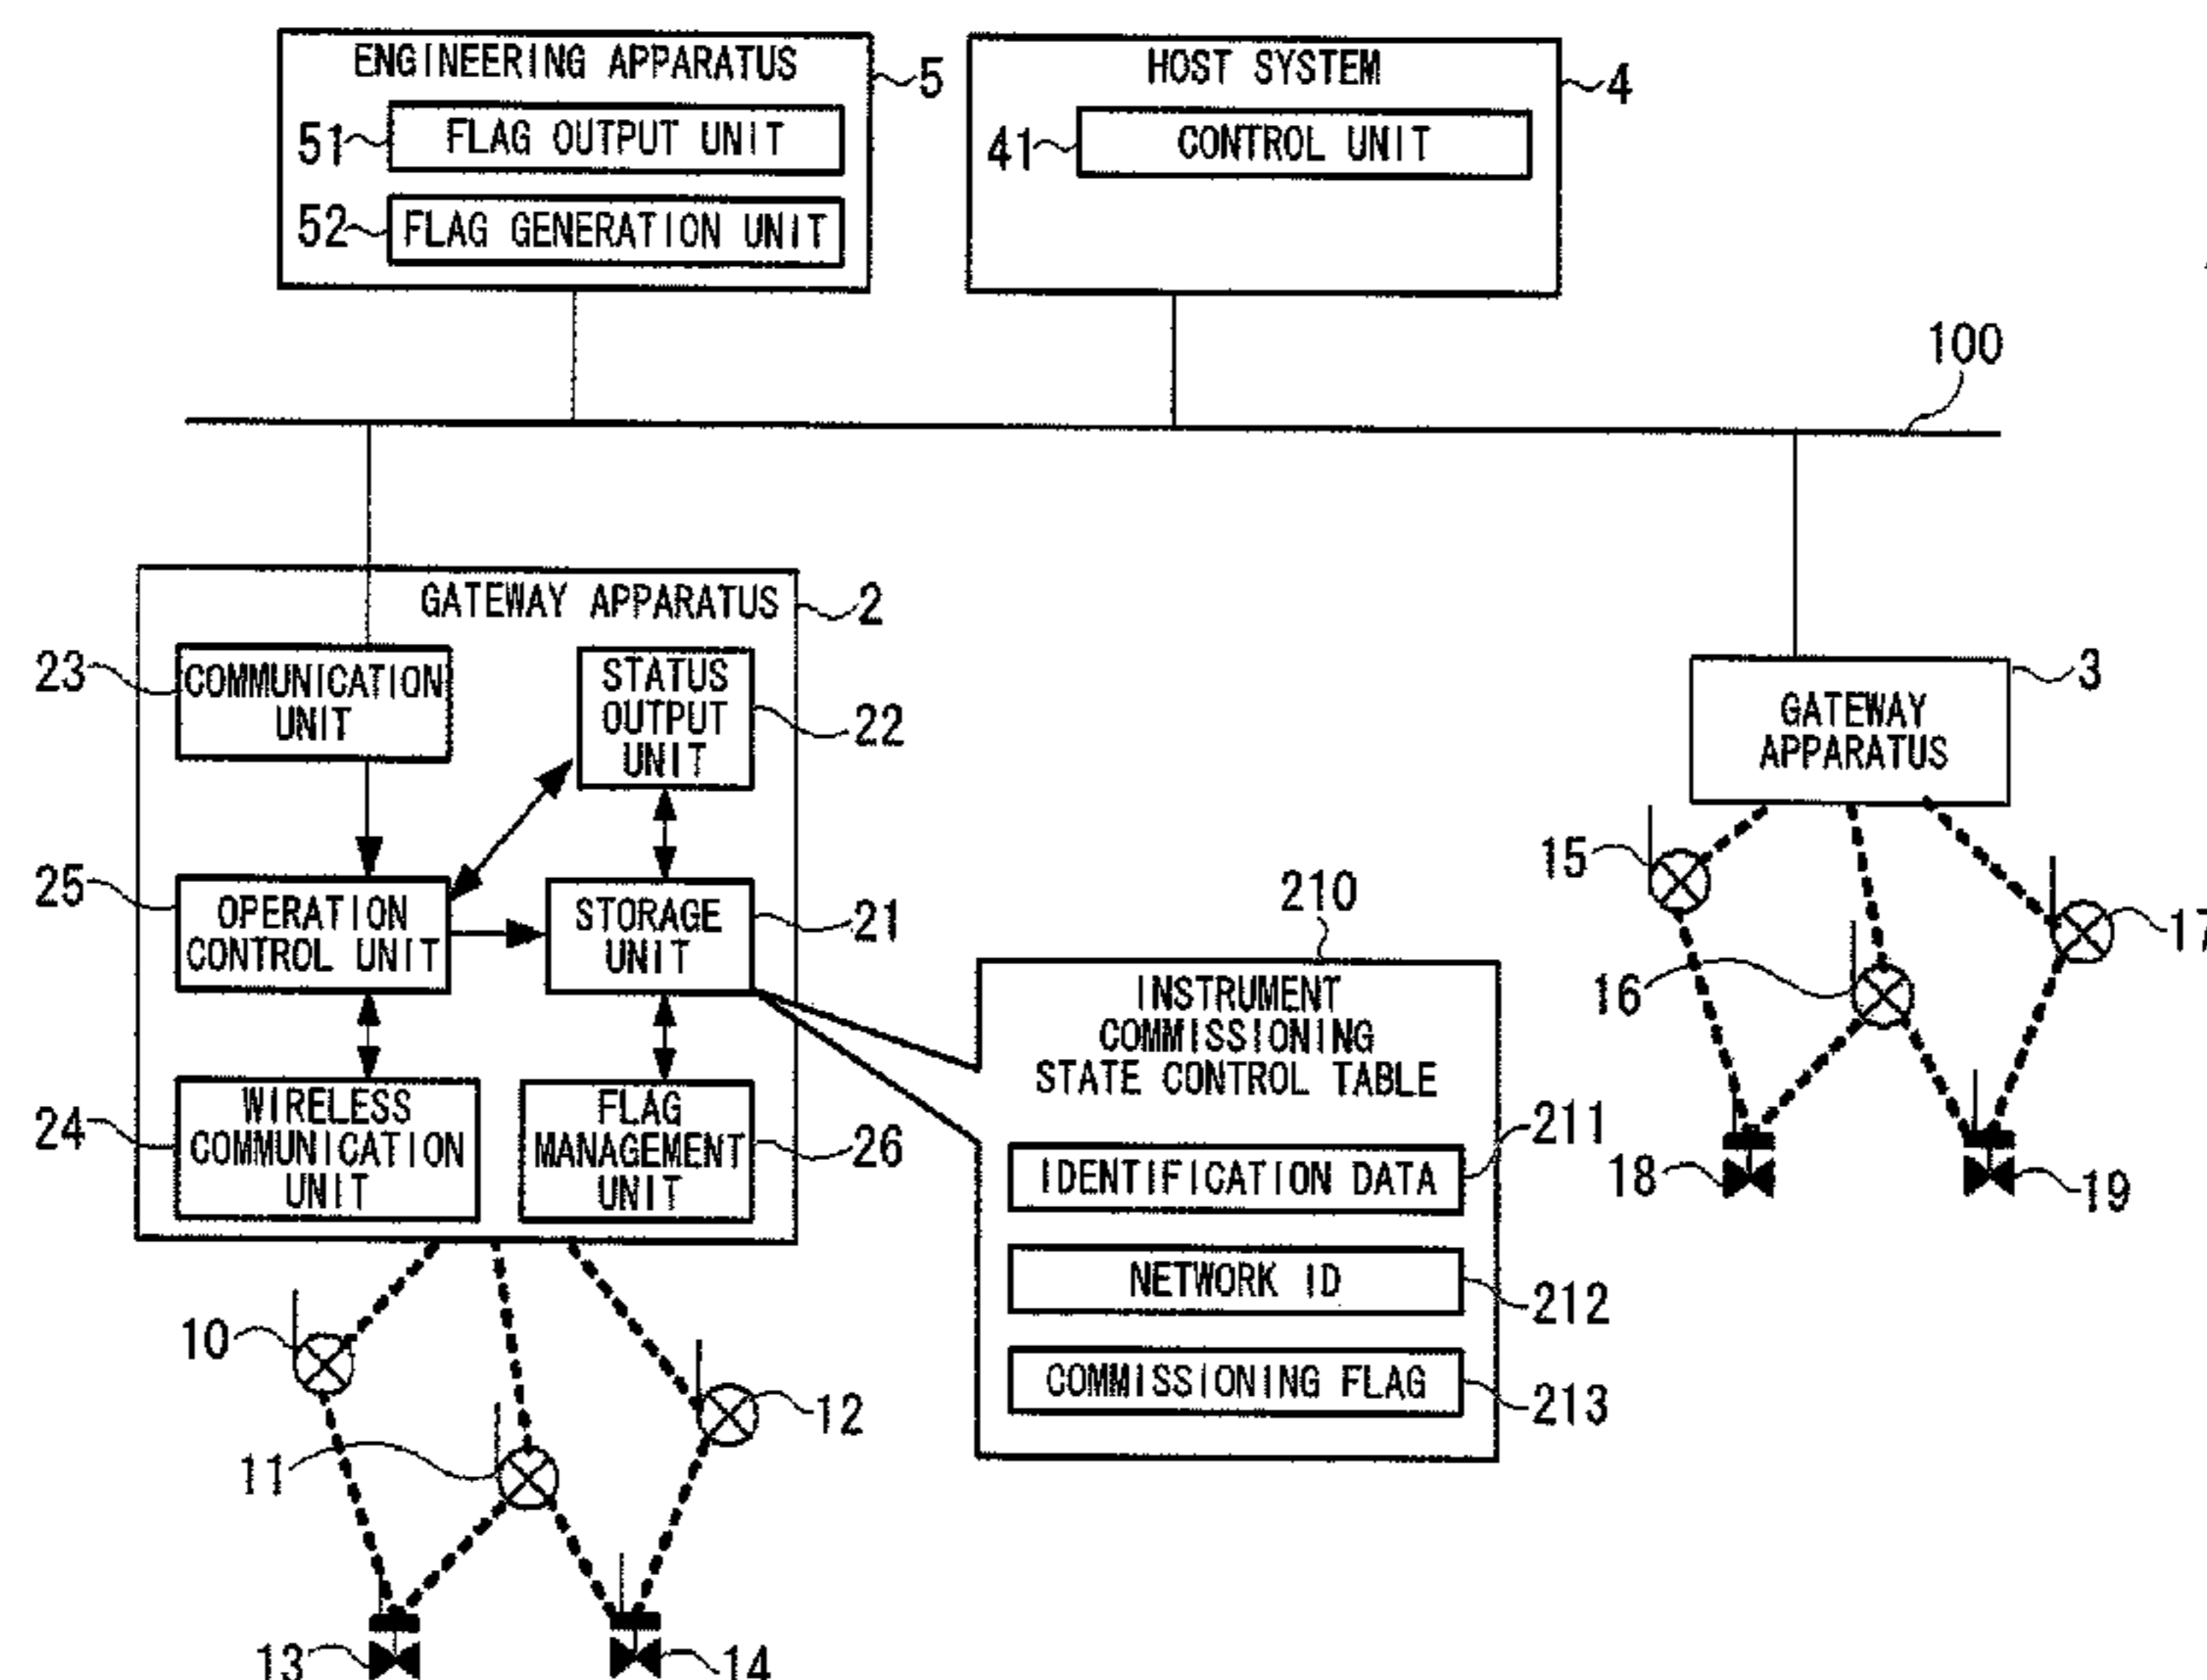 ENGINEERING APPARATUS
5
51
FLAG OUTPUT UNIT
52
FLAG GENERATION UNIT
HOST SYSTEM
4
41
CONTROL UNIT
100
GATEWAY APPARATUS
2
23
COMMUNICATION
UNIT
STATUS
OUTPUT
UNIT
22
25
OPERATION
CONTROL UNIT
STORAGE
UNIT
21
24
WIRELESS
COMMUNICATION
UNIT
FLAG
MANAGEMENT
UNIT
26
3
GATEWAY
APPARATUS
15
16
17
18
19
210
INSTRUMENT
COMMISSIONING
STATE CONTROL TABLE
211
IDENTIFICATION DATA
NETWORK ID
212
COMMISSIONING FLAG
213
10
11
12
13
14